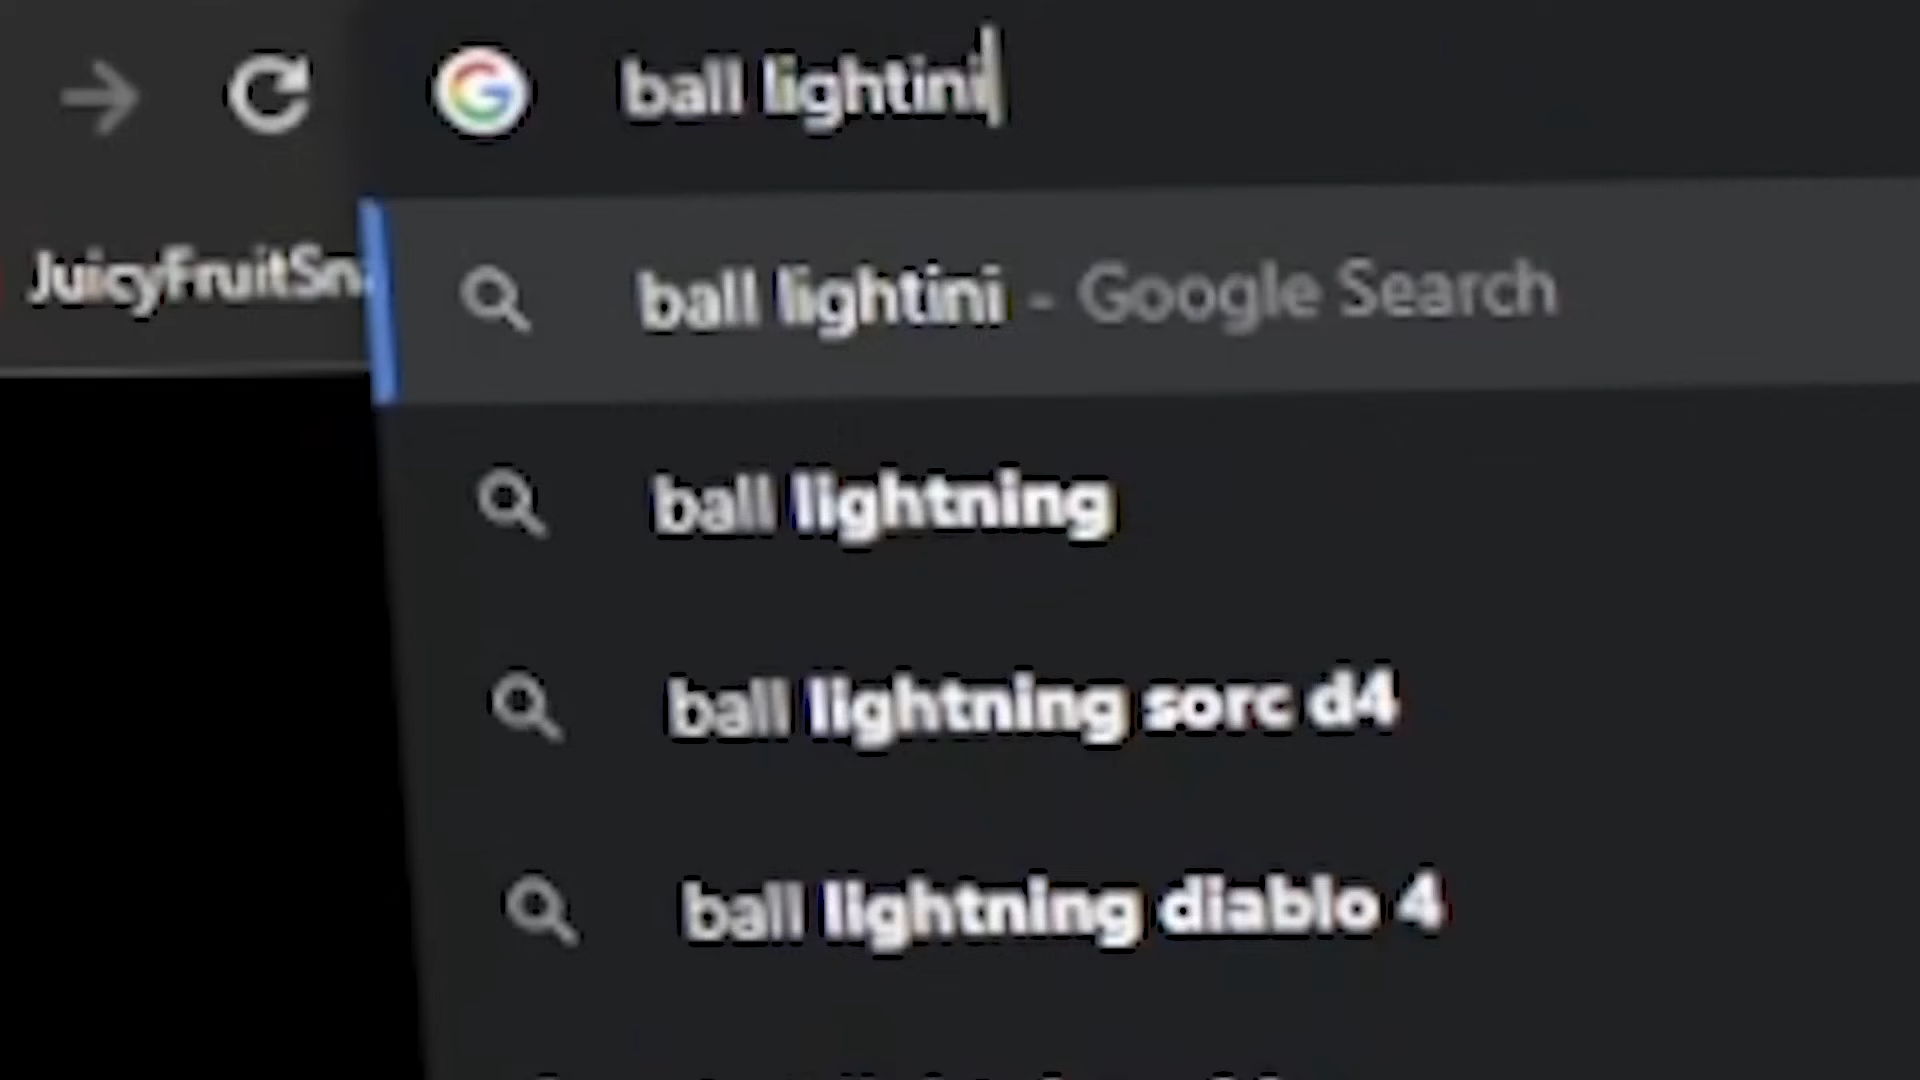 ball lightini
JuicyFruitSn
ball lightini - Google Search
ball lightning
ball lightning sorc d4
ball lightning diablo 4